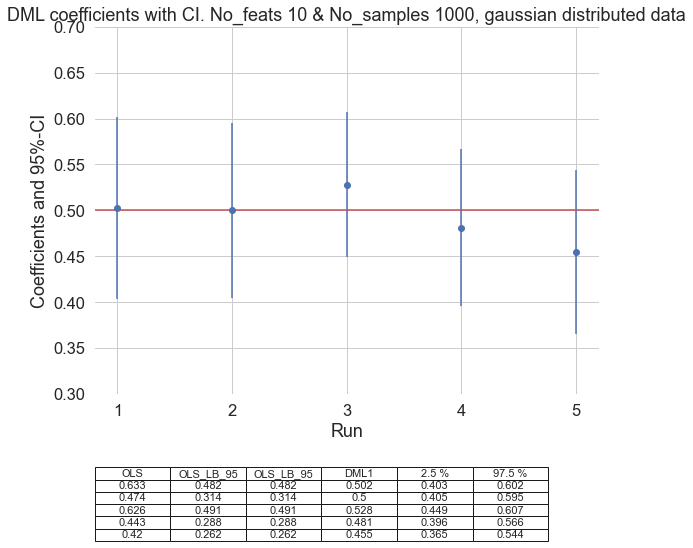 DML coefficients with CI. No_feats 10 & No_samples 1000, gaussian distributed data
0.70
0.65
0.60
0.55
0.50
0.45
0.40
0.35
0.30
Coefficients and 95%-CI
1 2 3 4 5
Run
OLS OLS_LB_95 OLS_LB_95 DML1 2.5 % 97.5 %
0.633 0.482 0.482 0.502 0.403 0.602
0.474 0.314 0.314 0.5 0.405 0.595
0.626 0.491 0.491 0.528 0.449 0.607
0.443 0.288 0.288 0.481 0.396 0.566
0.42 0.262 0.262 0.455 0.365 0.544